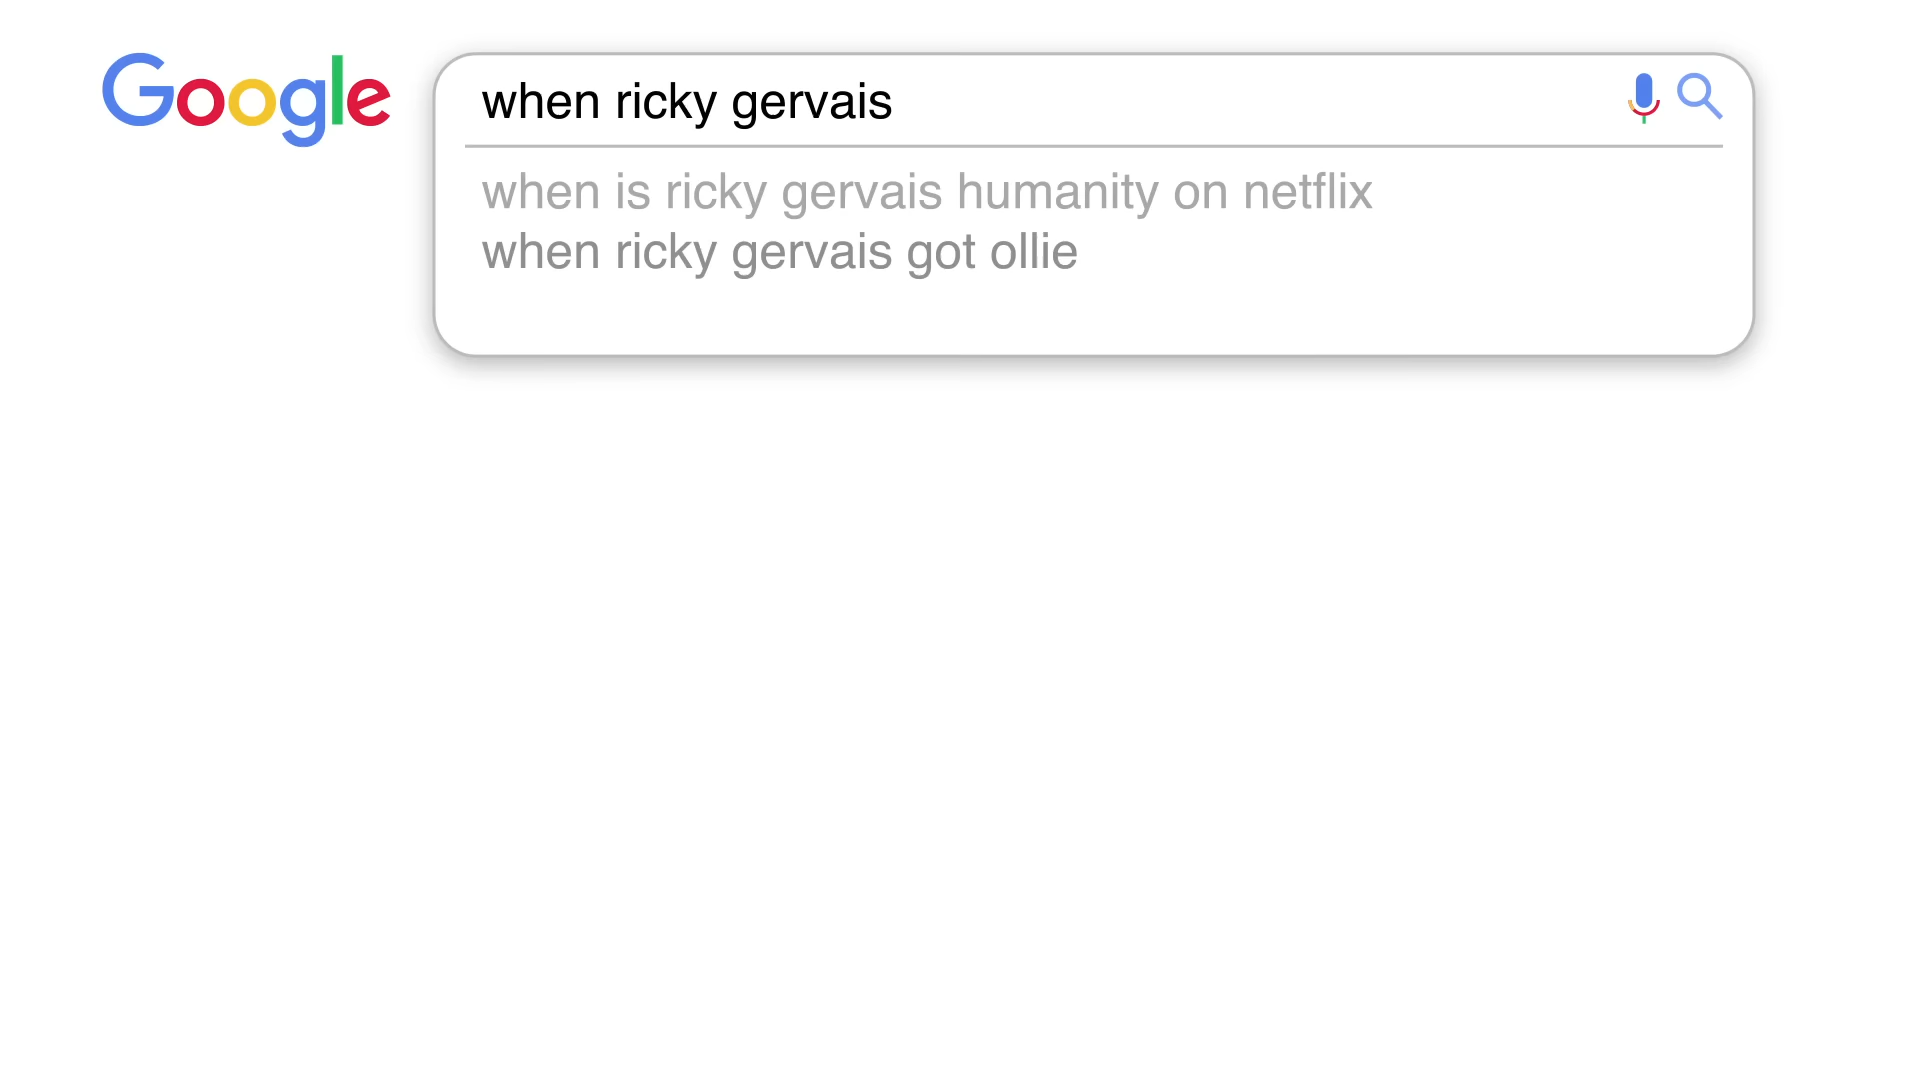 Google
when ricky gervais
when is ricky gervais humanity on netflix
when ricky gervais got ollie